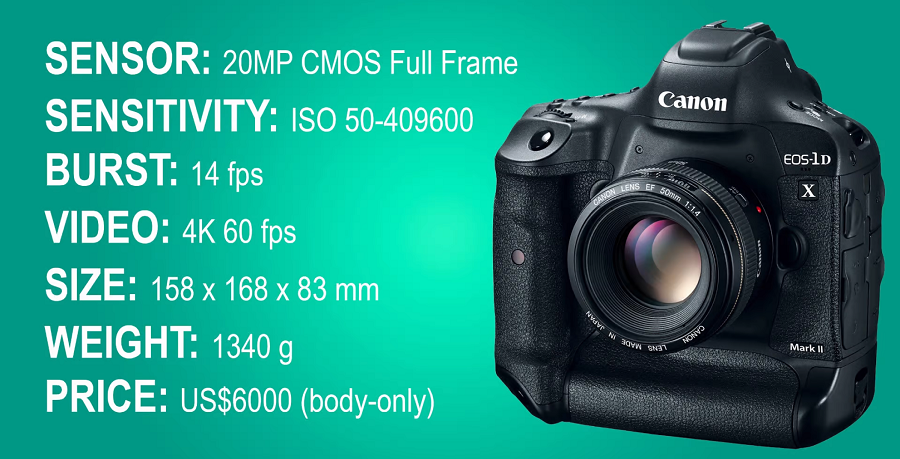 SENSOR: 20MP CMOS Full Frame
SENSITIVITY: ISO 50-409600
BURST: 14 fps
VIDEO: 4K 60 fps
SIZE: 158 x 168 x 83 mm
WEIGHT: 1340 g
PRICE: US$6000 (body-only)
Canon
EOS-1D
X
CANON LENS EF 50mm 1:1.4
CANON LENS MADE IN JAPAN
Mark II